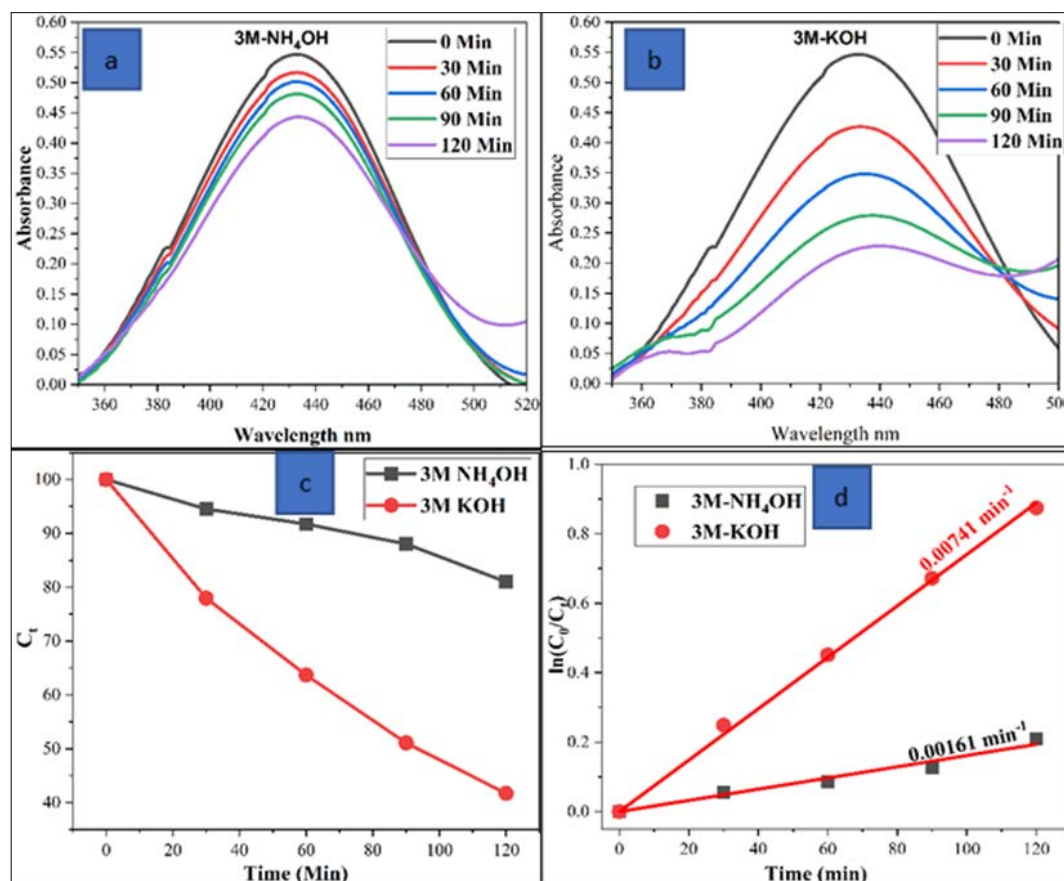 a
3M-NH₄OH
0 Min
30 Min
60 Min
90 Min
120 Min
0.60
0.55
0.50
0.45
0.40
0.35
0.30
0.25
0.20
0.15
0.10
0.05
0.00
Absorbance
360 380 400 420 440 460 480 500 520
Wavelength nm
b
3M-KOH
0 Min
30 Min
60 Min
90 Min
120 Min
0.60
0.55
0.50
0.45
0.40
0.35
0.30
0.25
0.20
0.15
0.10
0.05
0.00
Absorbance
360 380 400 420 440 460 480 500
Wavelength nm
c
3M NH₄OH
3M KOH
100
90
80
70
60
50
40
Cₜ
0 20 40 60 80 100 120
Time (Min)
d
3M-NH₄OH
3M-KOH
1.0
0.8
0.6
0.4
0.2
0.0
ln(C₀/Cₜ)
0.00741 min⁻¹
0.00161 min⁻¹
0 20 40 60 80 100 120
Time (min)